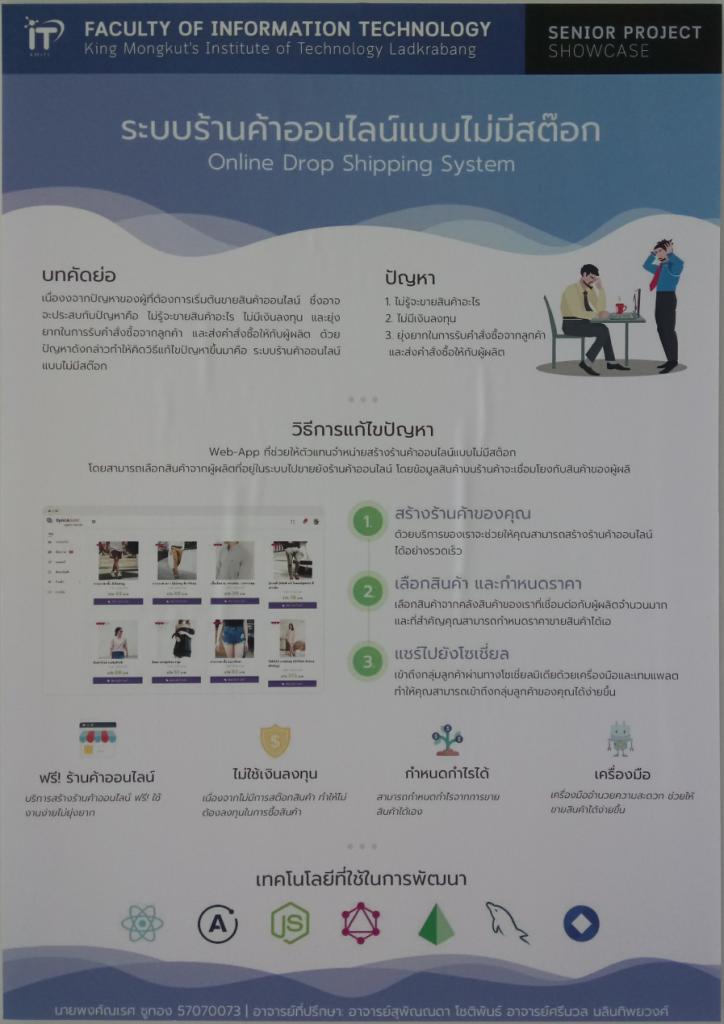 iT
FACULTY OF INFORMATION TECHNOLOGY
King Mongkut's Institute of Technology Ladkrabang
SENIOR PROJECT
SHOWCASE
ระบบร้านค้าออนไลน์แบบไม่มีสต๊อก
Online Drop Shipping System
บทคัดย่อ
เนื่องจากปัญหาของผู้ที่ต้องการเริ่มต้นขายสินค้าออนไลน์ ซึ่งอาจ
จะประสบกับปัญหาคือ ไม่รู้จะขายสินค้าอะไร ไม่มีเงินลงทุน และยุ่ง
ยากในการรับคำสั่งซื้อจากลูกค้า และส่งคำสั่งซื้อให้กับผู้ผลิต ด้วย
ปัญหาดังกล่าวทำให้คิดวิธีแก้ไขปัญหาขึ้นมาคือ ระบบร้านค้าออนไลน์
แบบไม่มีสต๊อก
ปัญหา
1. ไม่รู้จะขายสินค้าอะไร
2. ไม่มีเงินลงทุน
3. ยุ่งยากในการรับคำสั่งซื้อจากลูกค้า
และส่งคำสั่งซื้อให้กับผู้ผลิต
วิธีการแก้ไขปัญหา
Web-App ที่ช่วยให้ตัวแทนจำหน่ายสร้างร้านค้าออนไลน์แบบไม่มีสต๊อก
โดยสามารถเลือกสินค้าจากผู้ผลิตที่อยู่ในระบบไปขายยังร้านค้าออนไลน์ โดยข้อมูลสินค้าบนร้านค้าจะเชื่อมโยงกับสินค้าของผู้ผลิ
1. สร้างร้านค้าของคุณ
ด้วยบริการของเราจะช่วยให้คุณสามารถสร้างร้านค้าออนไลน์
ได้อย่างรวดเร็ว
2 เลือกสินค้า และกำหนดราคา
เลือกสินค้าจากคลังสินค้าของเราที่เชื่อมต่อกับผู้ผลิตจำนวนมาก
และที่สำคัญคุณสามารถกำหนดราคาขายสินค้าได้เอ
3. แชร์ไปยังโซเชี่ยล
เข้าถึงกลุ่มลูกค้าผ่านทางโซเชี่ยลมิเดียด้วยเครื่องมือและเทมแพลต
ทำให้คุณสามารถเข้าถึงกลุ่มลูกค้าของคุณได้ง่ายขึ้น
ฟรี! ร้านค้าออนไลน์
บริการสร้างร้านค้าออนไลน์ ฟรี! ใช้
งานง่ายไม่ยุ่งยาก
ไม่ใช้เงินลงทุน
เนื่องจากไม่มีการสต๊อกสินค้า ทำให้ไม่
ต้องลงทุนในการซื้อสินค้า
กำหนดกำไรได้
สามารถกำหนดกำไรจากการขาย
สินค้าได้เอง
เครื่องมือ
เครื่องมืออำนวยความสะดวก ช่วยให้
ขายสินค้าได้ง่ายขึ้น
เทคโนโลยีที่ใช้ในการพัฒนา
นายพงศ์ณเรศ ชูทอง 57070073 | อาจารย์ที่ปรึกษา: อาจารย์สุพัณณดา โชติพันธ์ อาจารย์ศรีนวล นลินทิพยวงศ์